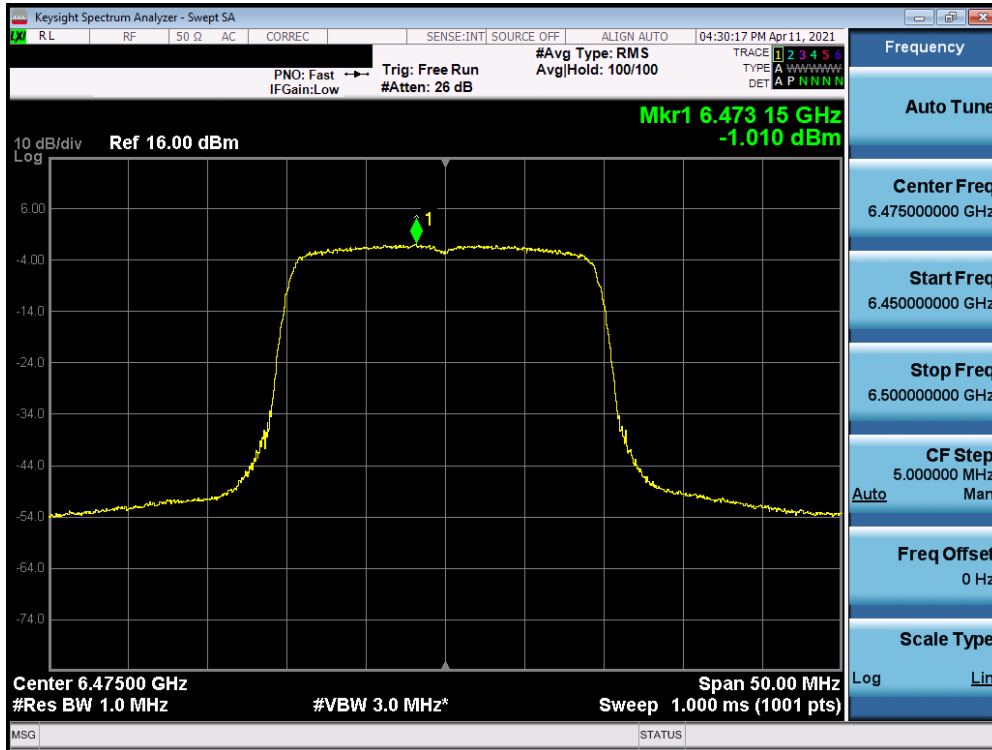 Keysight Spectrum Analyzer - Swept SA
LXI RL RF 50 Ω AC CORREC SENSE:INT SOURCE OFF ALIGN AUTO 04:30:17 PM Apr 11, 2021
PNO: Fast
IFGain:Low
Trig: Free Run
#Atten: 26 dB
#Avg Type: RMS
Avg|Hold: 100/100
TRACE 1 2 3 4 5 6
TYPE A W W W W W
DET A P N N N N
Mkr1 6.473 15 GHz
-1.010 dBm
10 dB/div Ref 16.00 dBm
Log
1
6.00
-4.00
-14.0
-24.0
-34.0
-44.0
-54.0
-64.0
-74.0
Center 6.47500 GHz Span 50.00 MHz
#Res BW 1.0 MHz #VBW 3.0 MHz* Sweep 1.000 ms (1001 pts)
MSG STATUS
Frequency
Auto Tune
Center Freq
6.475000000 GHz
Start Freq
6.450000000 GHz
Stop Freq
6.500000000 GHz
CF Step
5.000000 MHz
Auto Man
Freq Offset
0 Hz
Scale Type
Log Lin